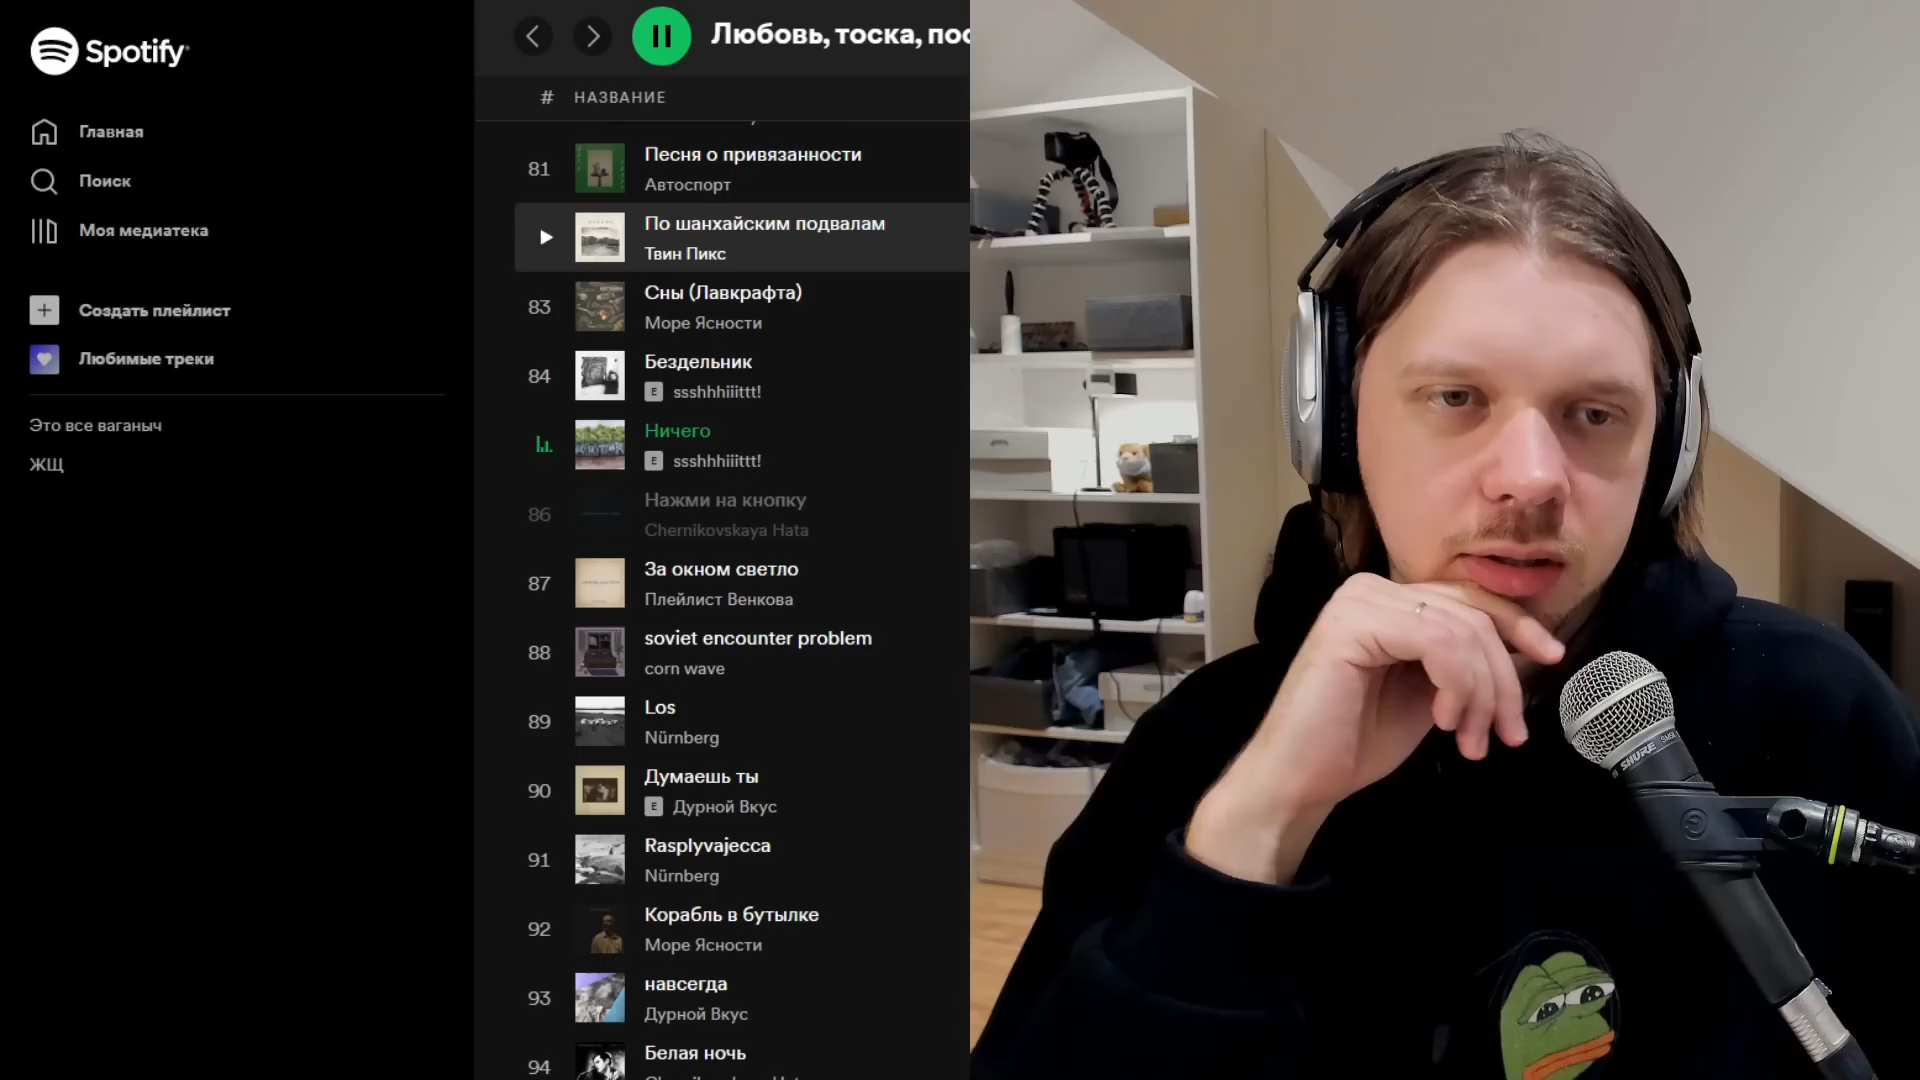 Spotify
Главная
Поиск
Моя медиатека
Создать плейлист
Любимые треки
Это все ваганыч
ЖЩ
Любовь, тоска,
# НАЗВАНИЕ
81 Песня о привязанности
Автоспорт
По шанхайским подвалам
Твин Пикс
83 Сны (Лавкрафта)
Море Ясности
84 Бездельник
E ssshhhiiittt!
Ничего
E ssshhhiiittt!
86 Нажми на кнопку
Chernikovskaya Hata
87 За окном светло
Плейлист Венкова
88 soviet encounter problem
corn wave
89 Los
Nürnberg
90 Думаешь ты
E Дурной Вкус
91 Rasplyvajecca
Nürnberg
92 Корабль в бутылке
Море Ясности
93 навсегда
Дурной Вкус
94 Белая ночь
SHURE